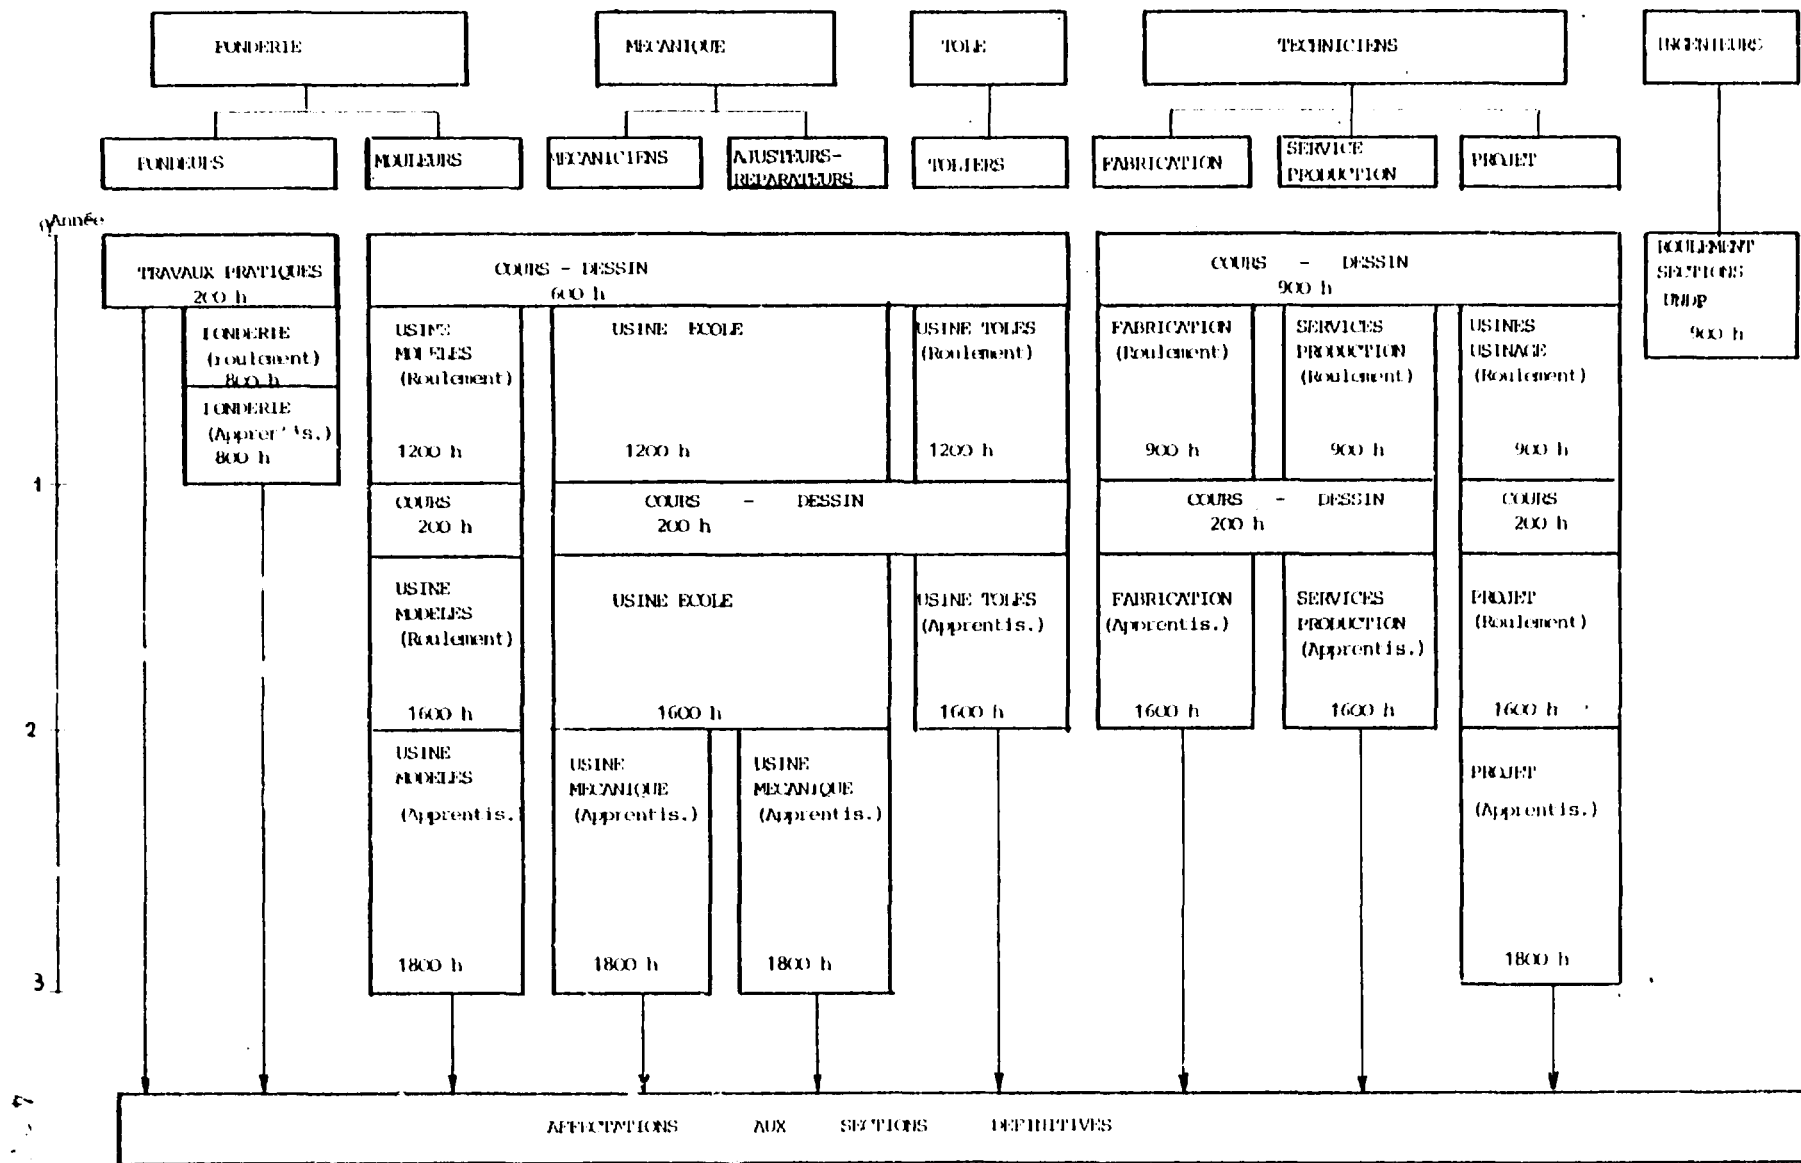 FONDERIE
MECANIQUE
TOLE
TECHNICIENS
INGENIEURS
FONDEURS
MOULEURS
MECANICIENS
AJUSTEURS-
REPARATEURS
TOLIERS
FABRICATION
SERVICE
PRODUCTION
PROJET
0 Année
TRAVAUX PRATIQUES
200 h
COURS - DESSIN
600 h
COURS - DESSIN
900 h
ROULEMENT
SECTIONS
UNDP
900 h
FONDERIE
(roulement)
800 h
FONDERIE
(Apprentis.)
800 h
USINE
MODELES
(Roulement)
1200 h
USINE ECOLE
1200 h
USINE TOLES
(Roulement)
1200 h
FABRICATION
(Roulement)
900 h
SERVICES
PRODUCTION
(Roulement)
900 h
USINES
USINAGE
(Roulement)
900 h
1
COURS
200 h
COURS - DESSIN
200 h
COURS - DESSIN
200 h
COURS
200 h
USINE
MODELES
(Roulement)
1600 h
USINE ECOLE
1600 h
USINE TOLES
(Apprentis.)
1600 h
FABRICATION
(Apprentis.)
1600 h
SERVICES
PRODUCTION
(Apprentis.)
1600 h
PROJET
(Roulement)
1600 h
2
USINE
MODELES
(Apprentis.)
1800 h
USINE
MECANIQUE
(Apprentis.)
1800 h
USINE
MECANIQUE
(Apprentis.)
1800 h
PROJET
(Apprentis.)
1800 h
3
AFFECTATIONS AUX SECTIONS DEFINITIVES